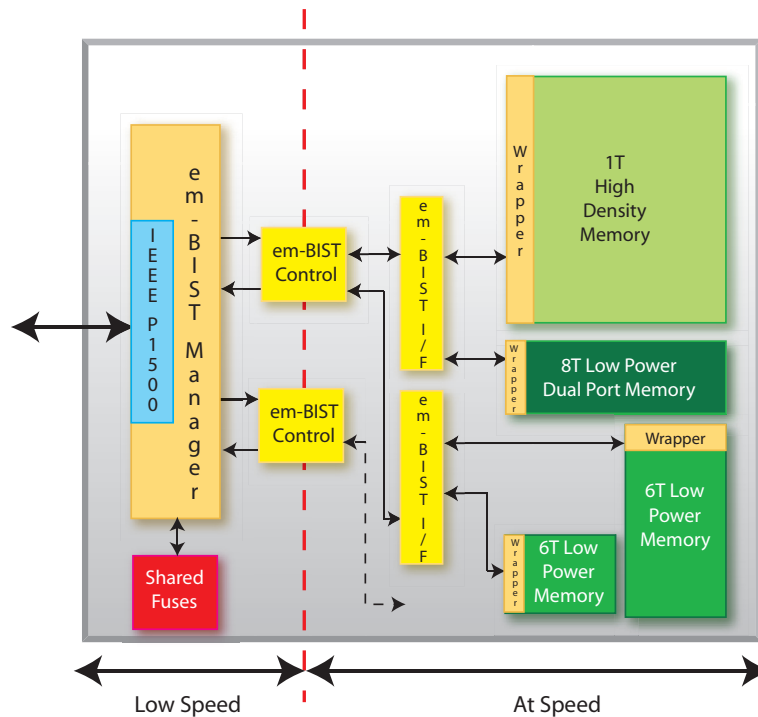 em-BIST Manager
IEEE P1500
em-BIST
Control
em-BIST
Control
Shared
Fuses
em-BIST I/F
em-BIST I/F
Wrapper
1T
High
Density
Memory
Wrapper
8T Low Power
Dual Port Memory
Wrapper
6T Low
Power
Memory
Wrapper
6T Low
Power
Memory
Low Speed
At Speed